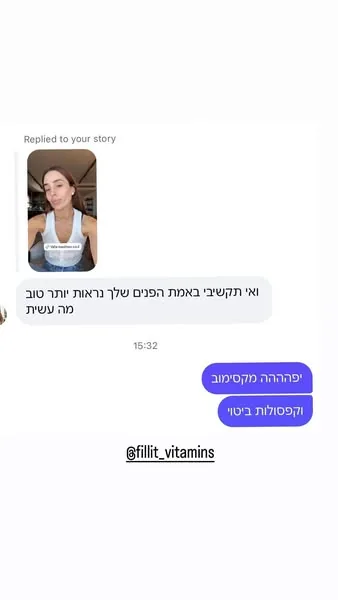 Replied to your story
ואי תקשיבי באמת הפנים שלך נראות יותר טוב
מה עשית
15:32
יפהההה מקסימוב
וקפסולות ביטוי
@fillit_vitamins